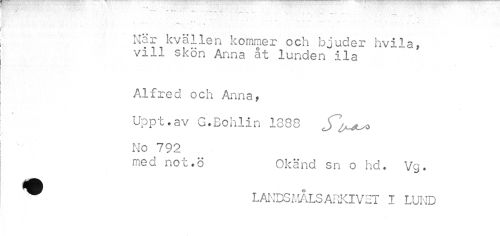 När kvällen kommer och bjuder hvila,
vill skön Anna åt lunden ila
Alfred och Anna,
Uppt.av G.Bohlin 1888 Svas
No 792
med not.ö Okänd sn o hd. Vg.
LANDSMÅLSARKIVET I LUND